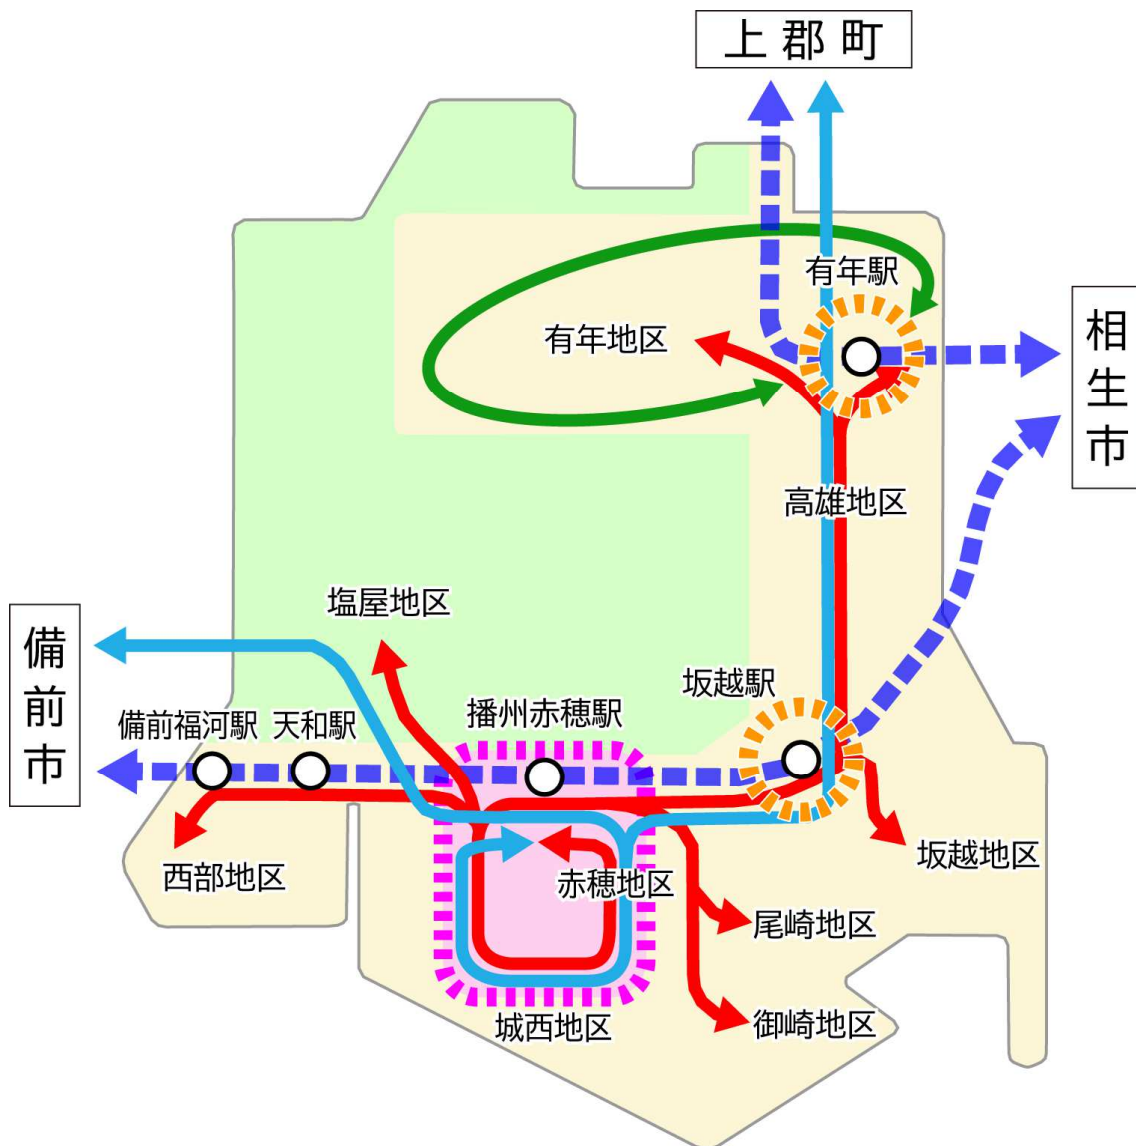 上郡町
有年駅
相生市
有年地区
高雄地区
塩屋地区
備前市
坂越駅
播州赤穂駅
備前福河駅
天和駅
坂越地区
西部地区
赤穂地区
尾崎地区
城西地区
御崎地区